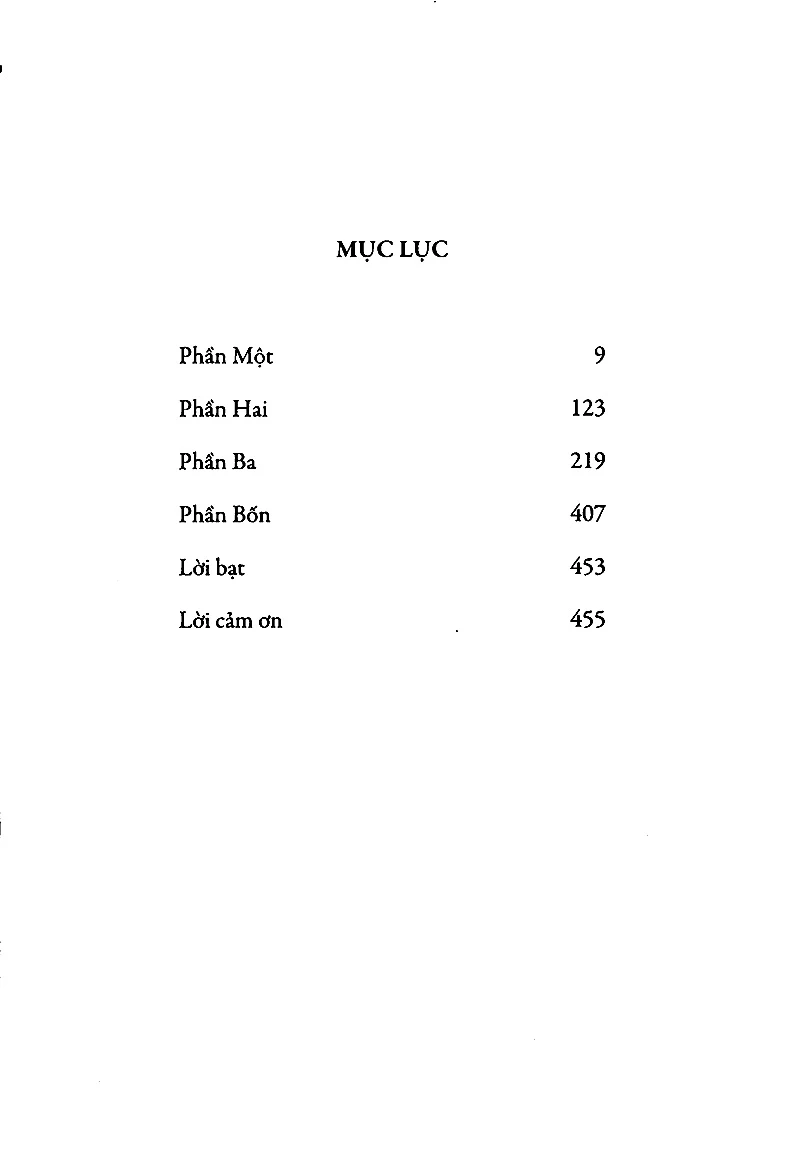 MỤC LỤC
Phần Một 9
Phần Hai 123
Phần Ba 219
Phần Bốn 407
Lời bạt 453
Lời cảm ơn 455